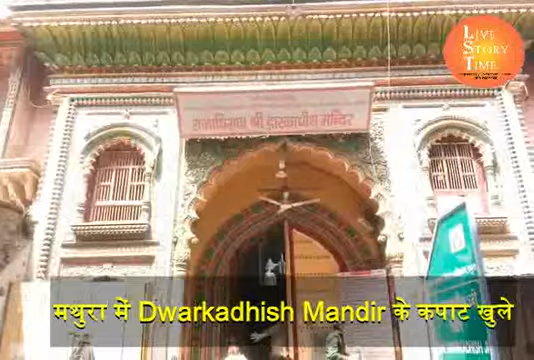 LIVE
STORY
TIME
राजाधिराज श्री द्वारकाधीश मन्दिर
मथुरा में Dwarkadhish Mandir के कपाट खुले